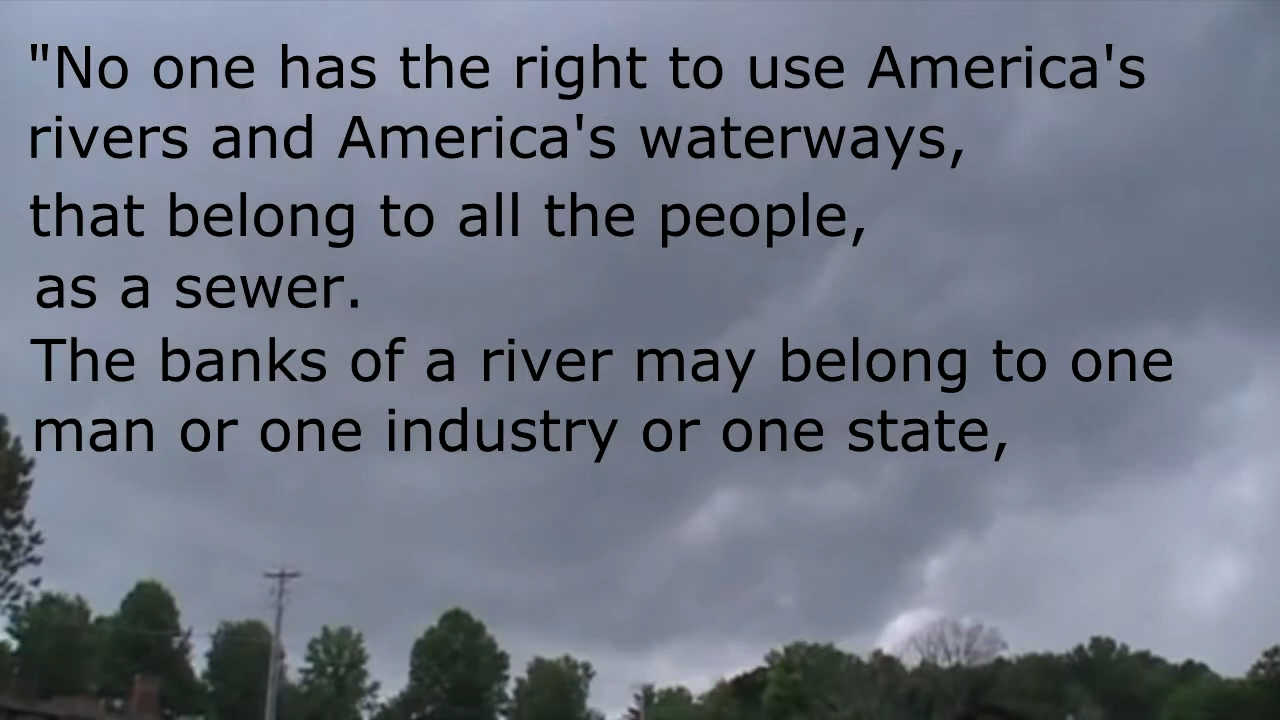 "No one has the right to use America's
rivers and America's waterways,
that belong to all the people,
as a sewer.
The banks of a river may belong to one
man or one industry or one state,